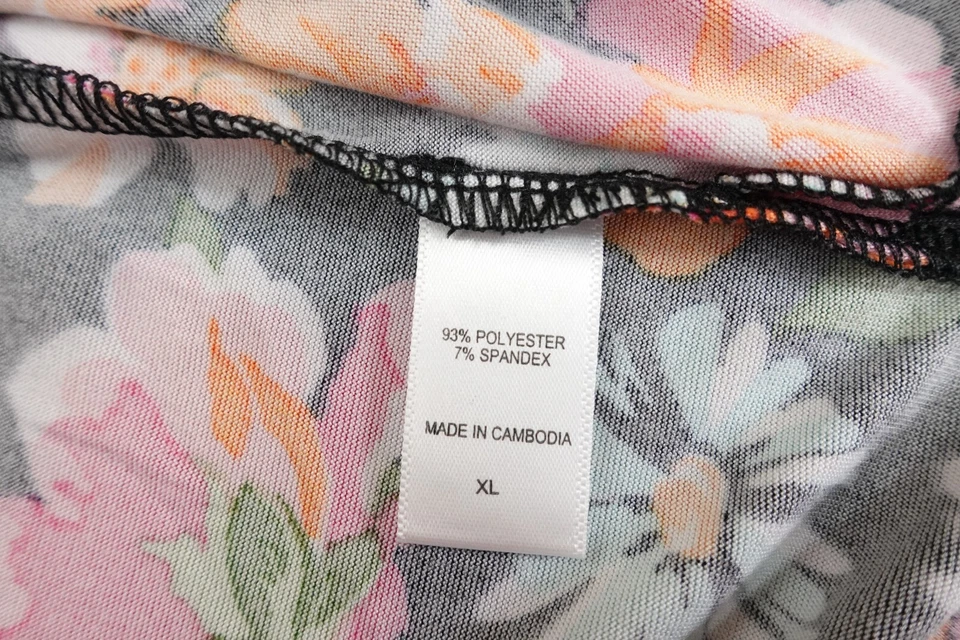 93% POLYESTER
7% SPANDEX
MADE IN CAMBODIA
XL